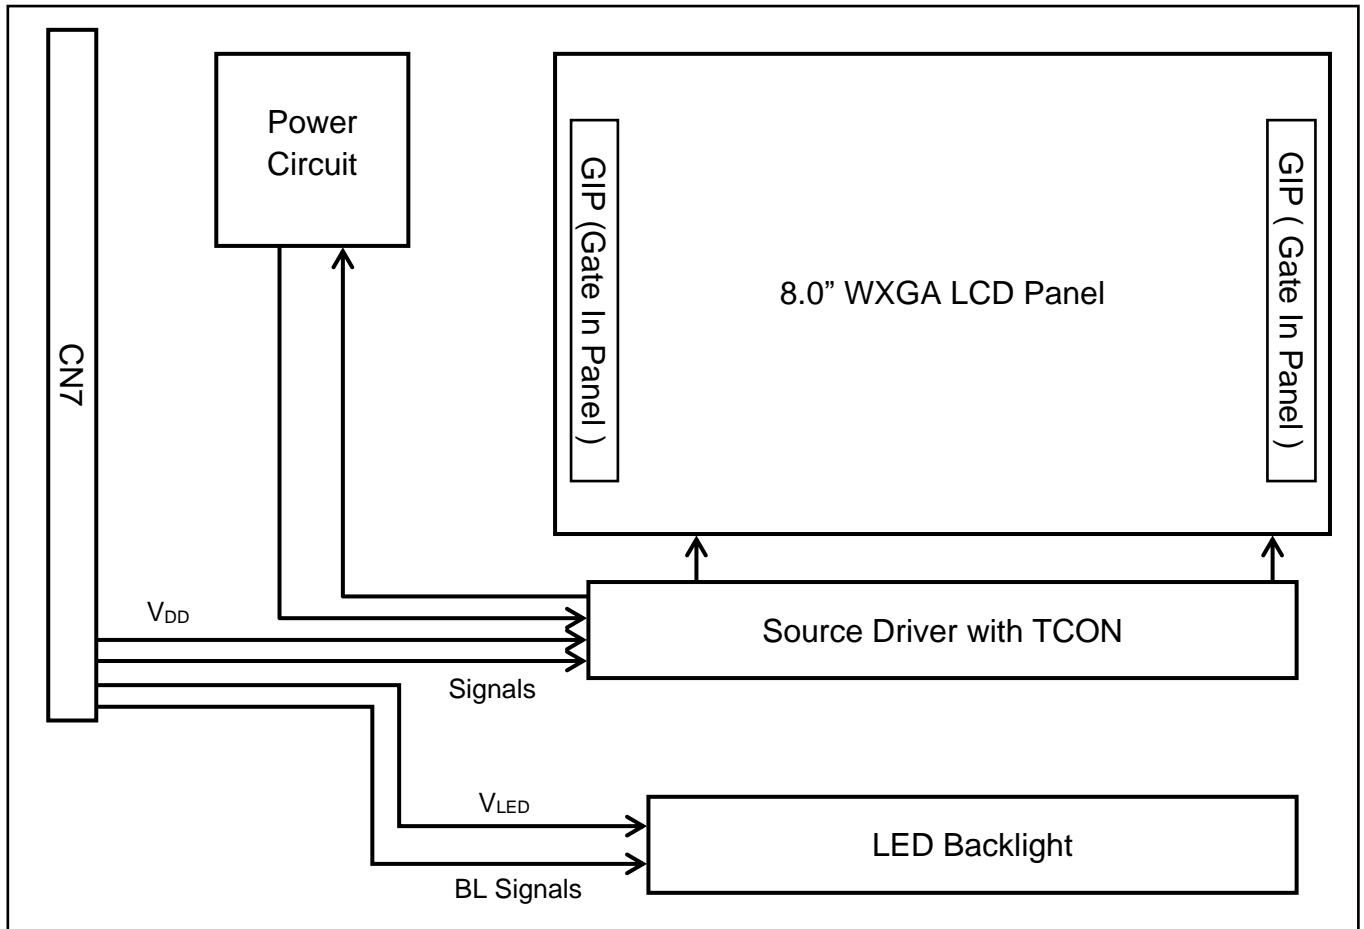 CN7
Power
Circuit
GIP (Gate In Panel )
8.0” WXGA LCD Panel
GIP ( Gate In Panel )
VDD
Signals
Source Driver with TCON
VLED
BL Signals
LED Backlight